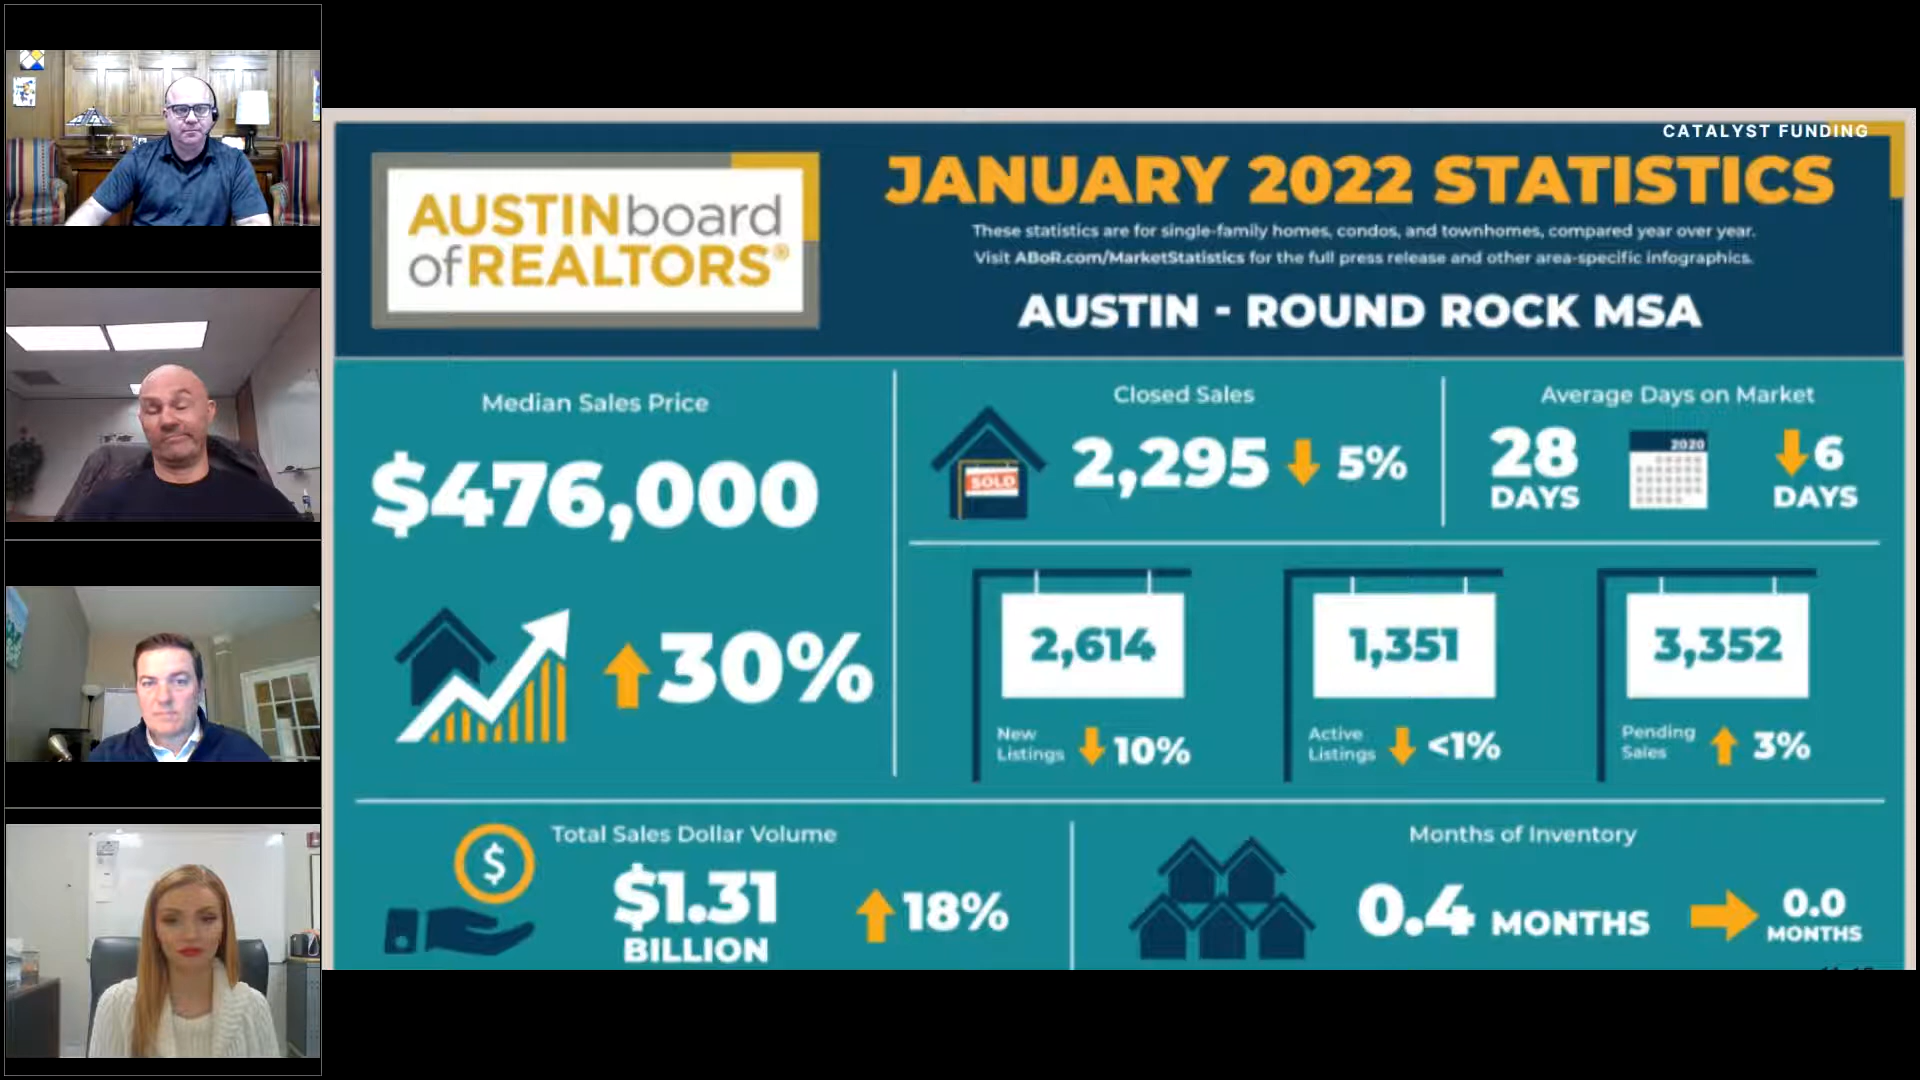 CATALYST FUNDING
AUSTINboard
ofREALTORS®
JANUARY 2022 STATISTICS
These statistics are for single-family homes, condos, and townhomes, compared year over year.
Visit ABoR.com/MarketStatistics for the full press release and other area-specific infographics.
AUSTIN - ROUND ROCK MSA
Median Sales Price
$476,000
30%
Closed Sales
SOLD
2,295
5%
Average Days on Market
28
DAYS
2020
6
DAYS
2,614
New
Listings
10%
1,351
Active
Listings
<1%
3,352
Pending
Sales
3%
Total Sales Dollar Volume
$
$1.31
BILLION
18%
Months of Inventory
0.4 MONTHS
0.0
MONTHS